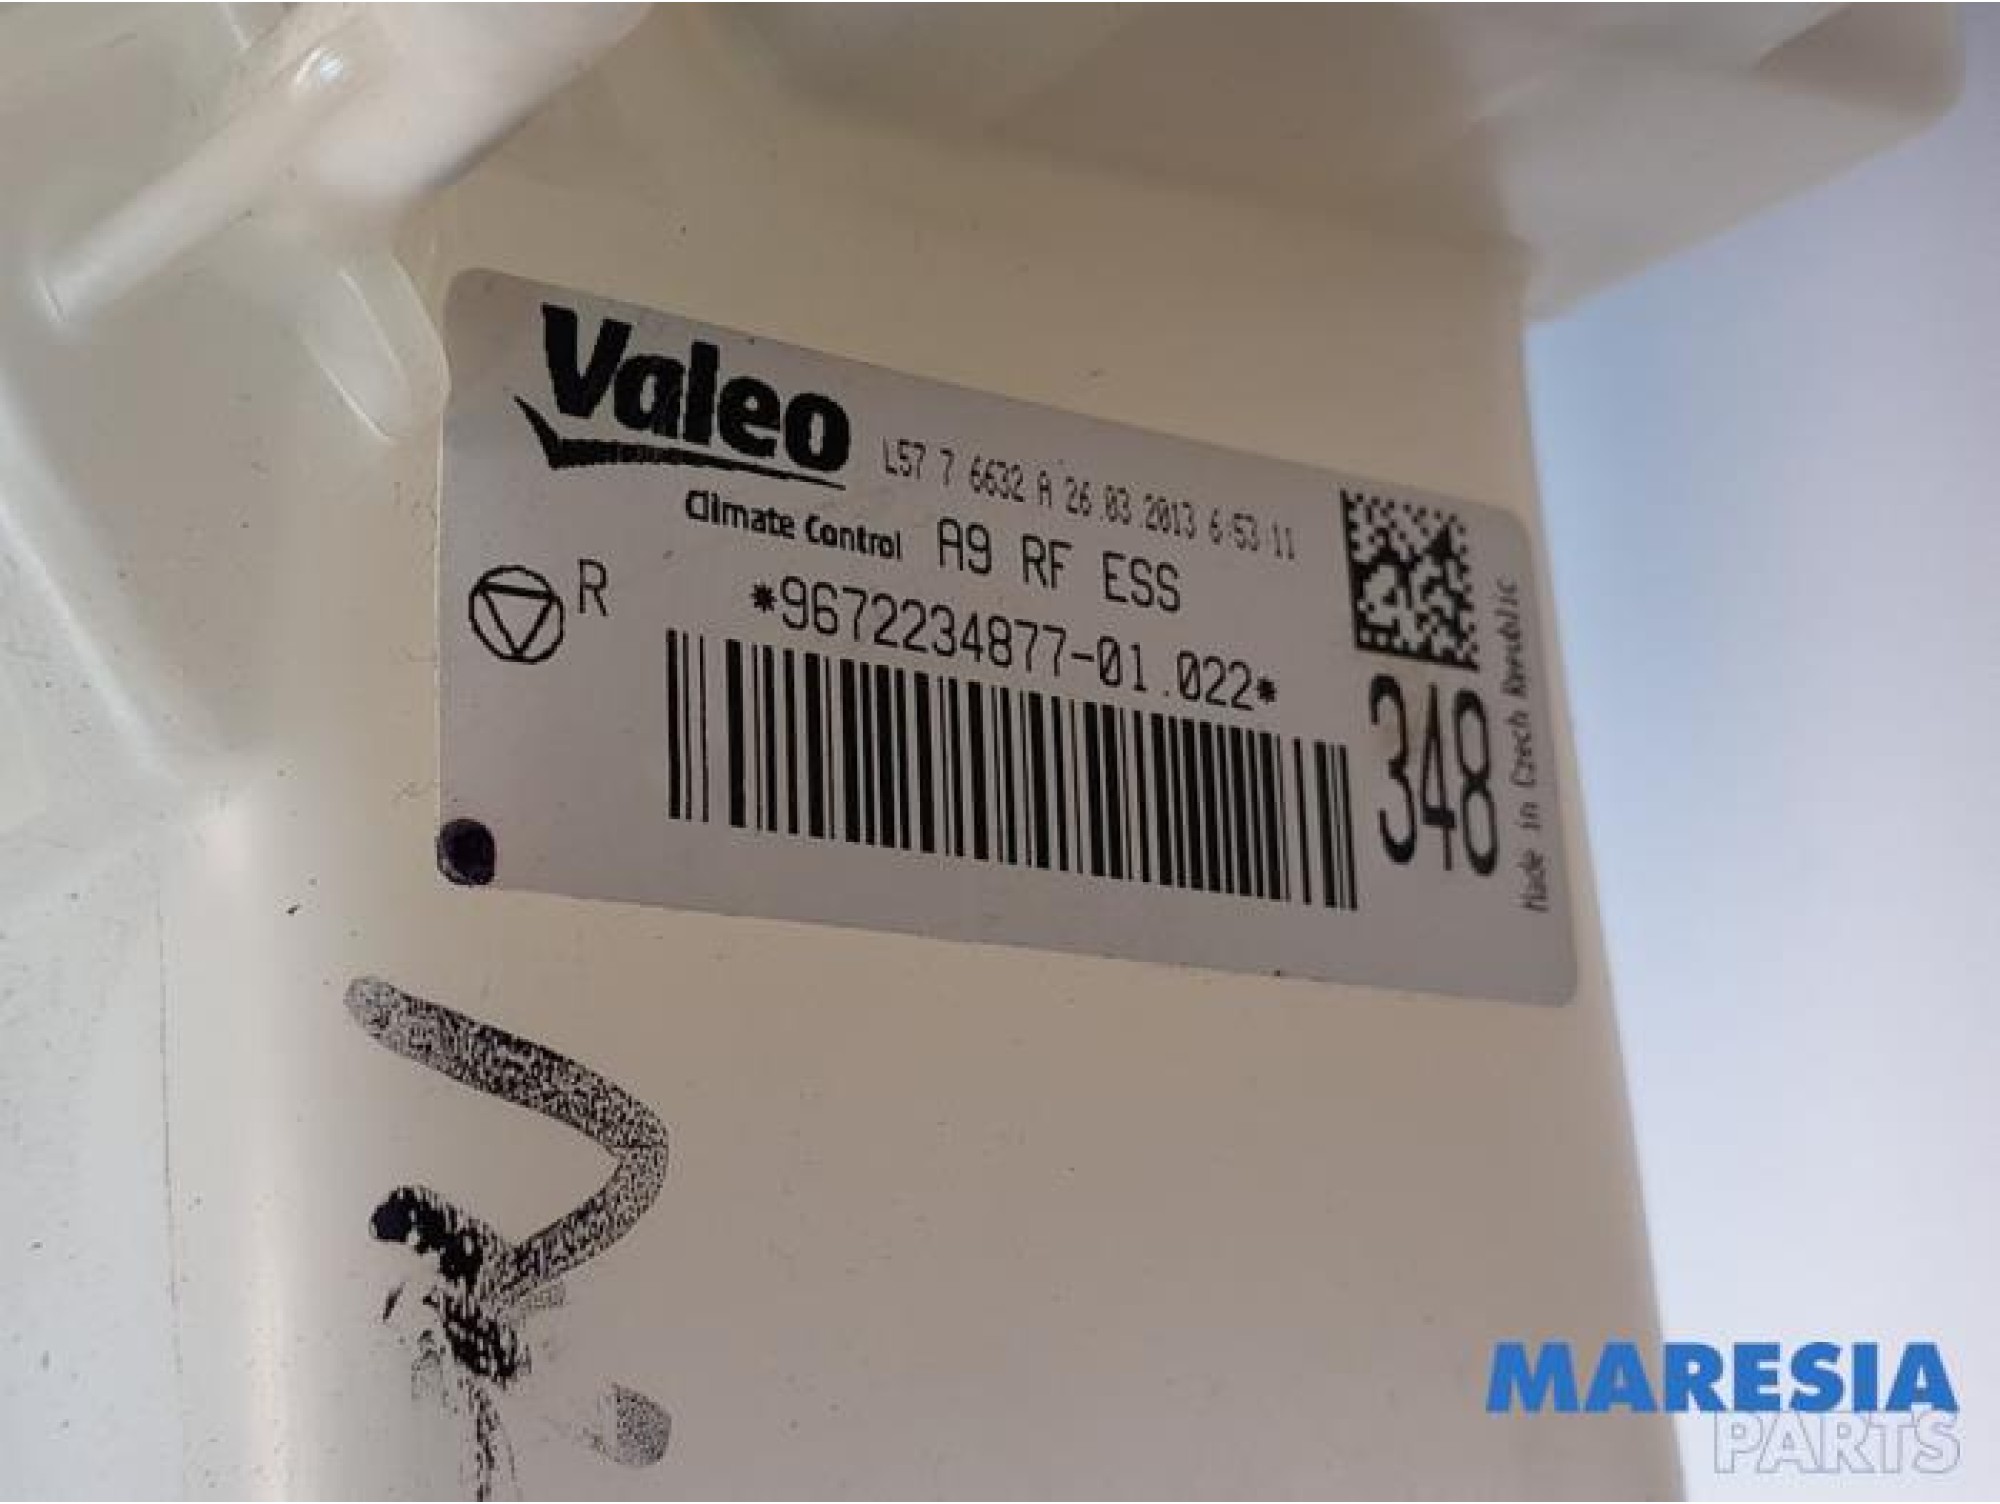 Valeo
L57 7 6632 A 26.03.2013 6:53:11
Climate Control A9 RF ESS
R
*9672234877-01.022*
348
Made in Czech Republic
MARESIA
PARTS